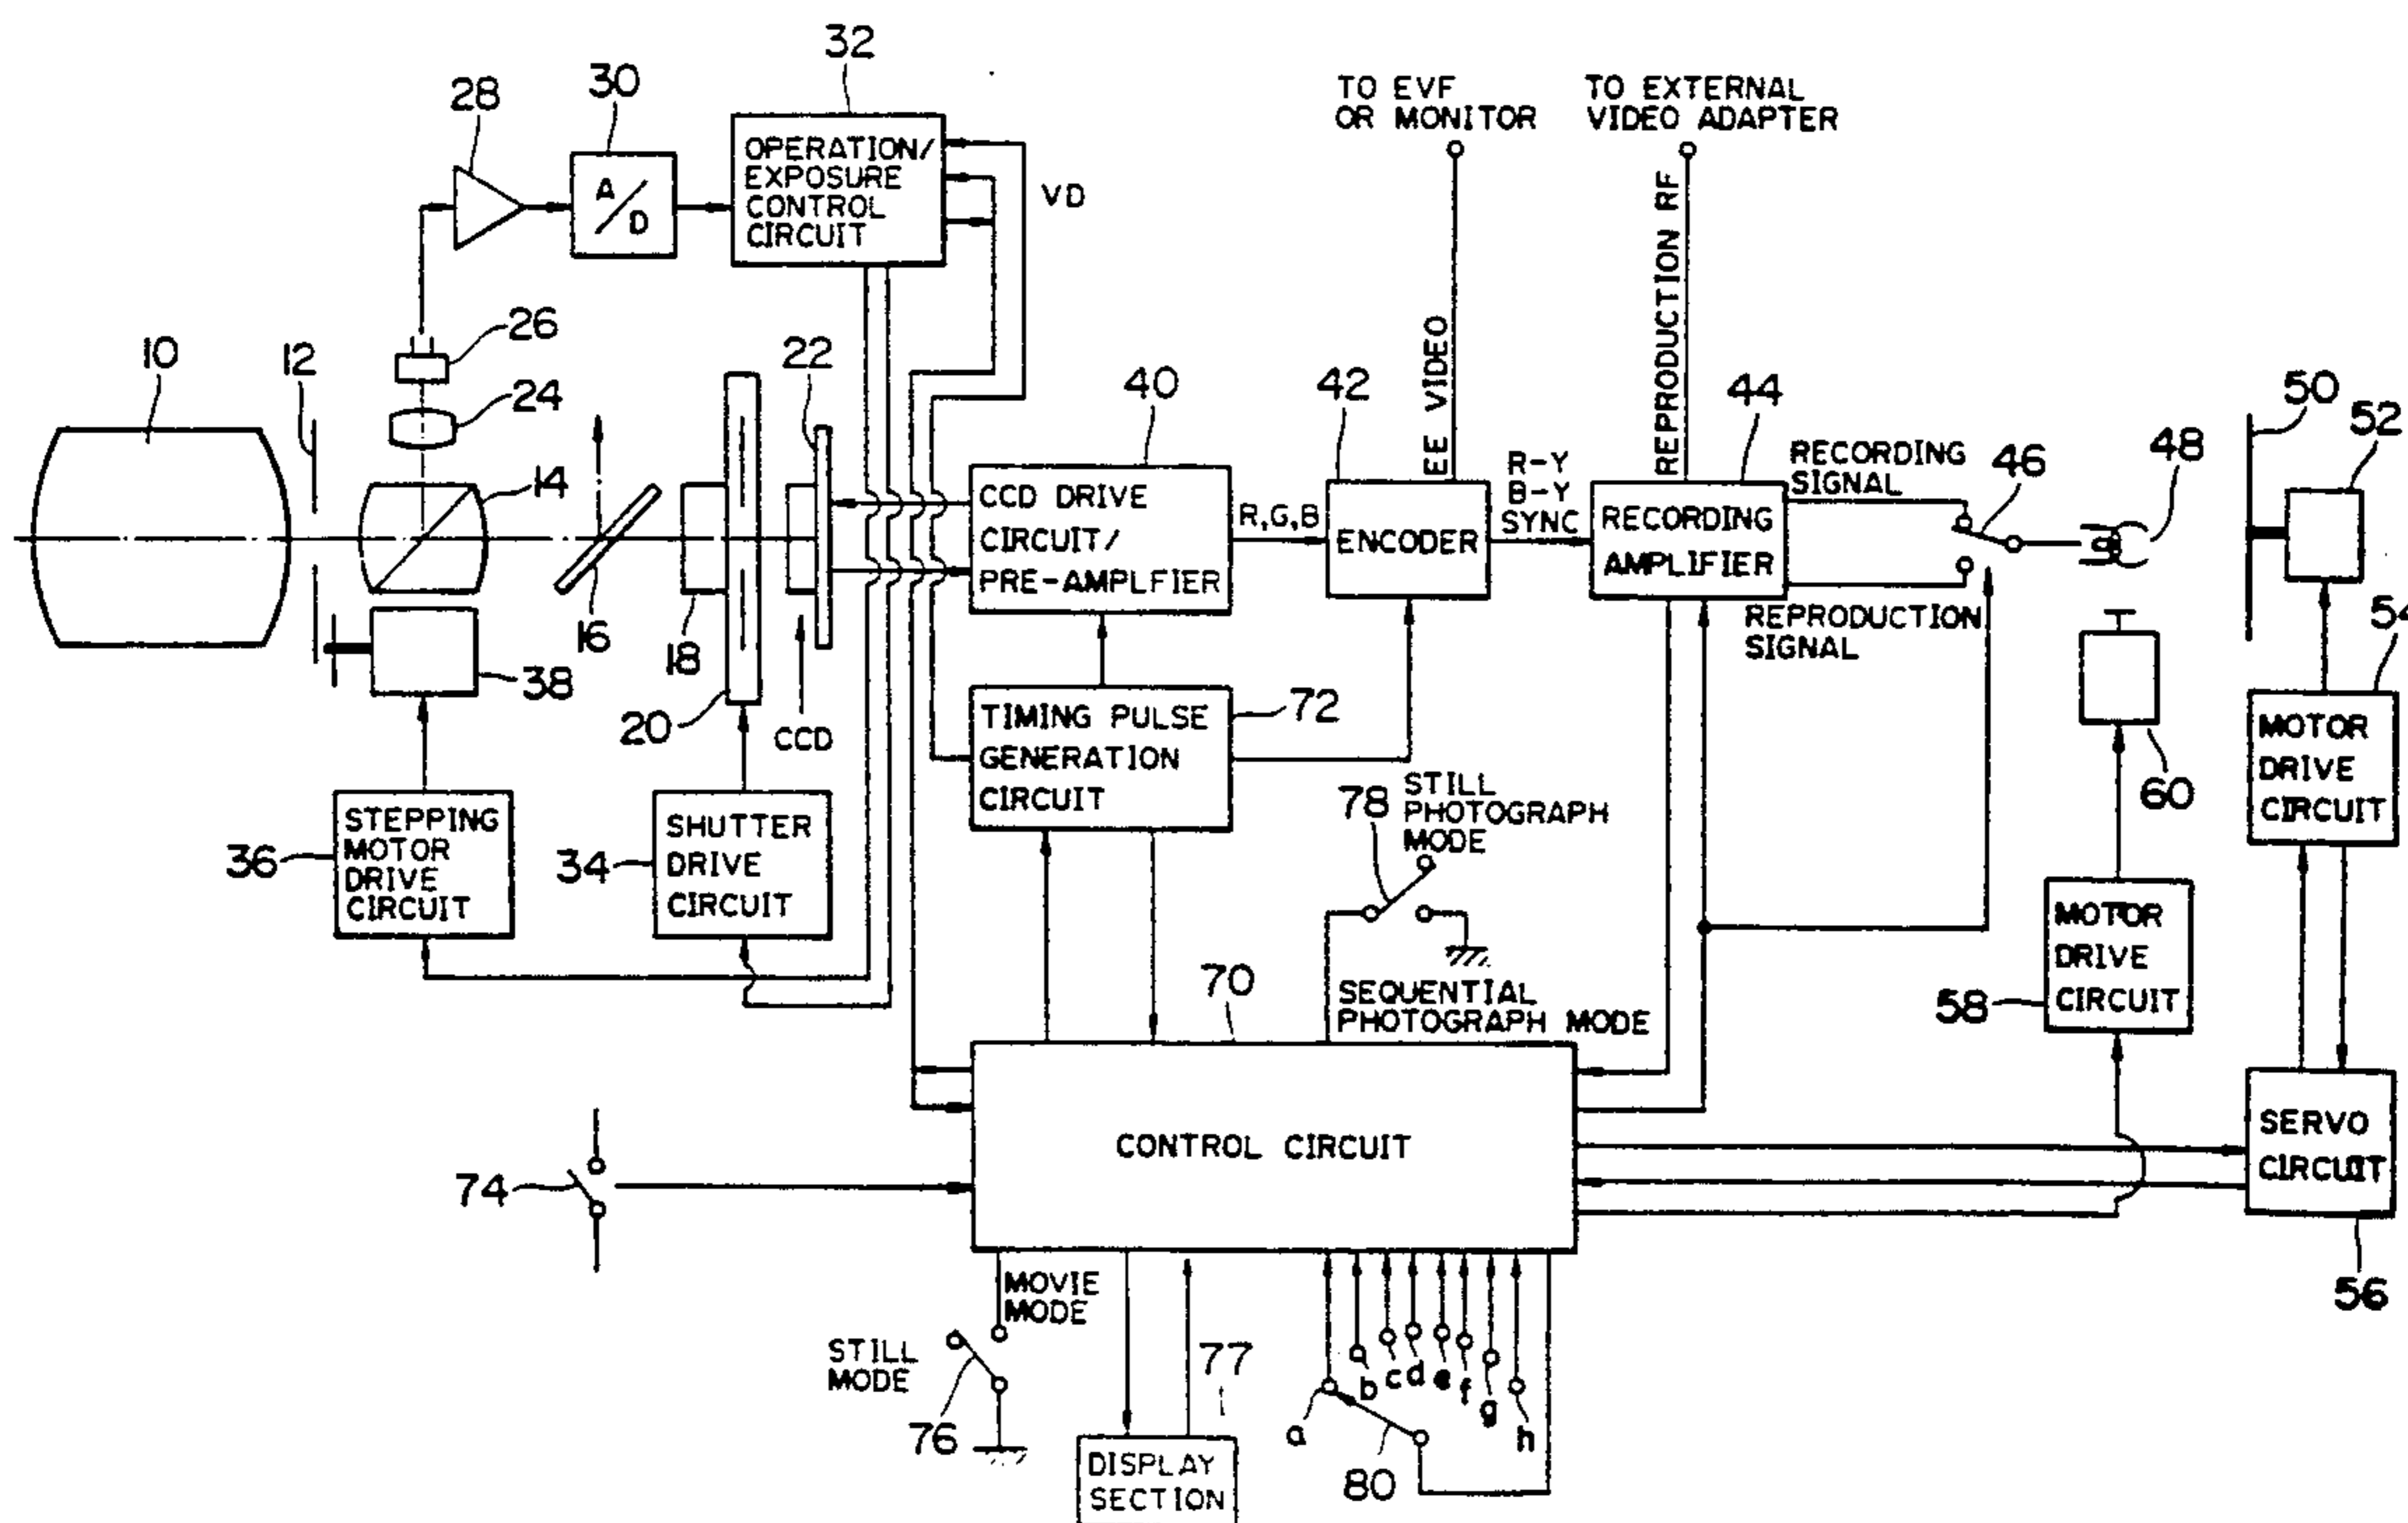 32
30
28
TO EVF
OR MONITOR
TO EXTERNAL
VIDEO ADAPTER
OPERATION/
EXPOSURE
CONTROL
CIRCUIT
A/D
VD
REPRODUCTION RF
EE VIDEO
10
12
26
24
14
22
40
42
44
50
52
R-Y
B-Y
SYNC
RECORDING
SIGNAL
46
48
CCD DRIVE
CIRCUIT/
PRE-AMPLFIER
R,G,B
ENCODER
RECORDING
AMPLIFIER
REPRODUCTION
SIGNAL
54
16
18
38
20
CCD
TIMING PULSE
GENERATION
CIRCUIT
72
60
MOTOR
DRIVE
CIRCUIT
STEPPING
MOTOR
DRIVE
CIRCUIT
36
SHUTTER
DRIVE
CIRCUIT
34
78
STILL
PHOTOGRAPH
MODE
MOTOR
DRIVE
CIRCUIT
58
70
SEQUENTIAL
PHOTOGRAPH MODE
CONTROL CIRCUIT
SERVO
CIRCUIT
74
56
MOVIE
MODE
STILL
MODE
76
77
DISPLAY
SECTION
a
b
c
d
e
f
g
h
80